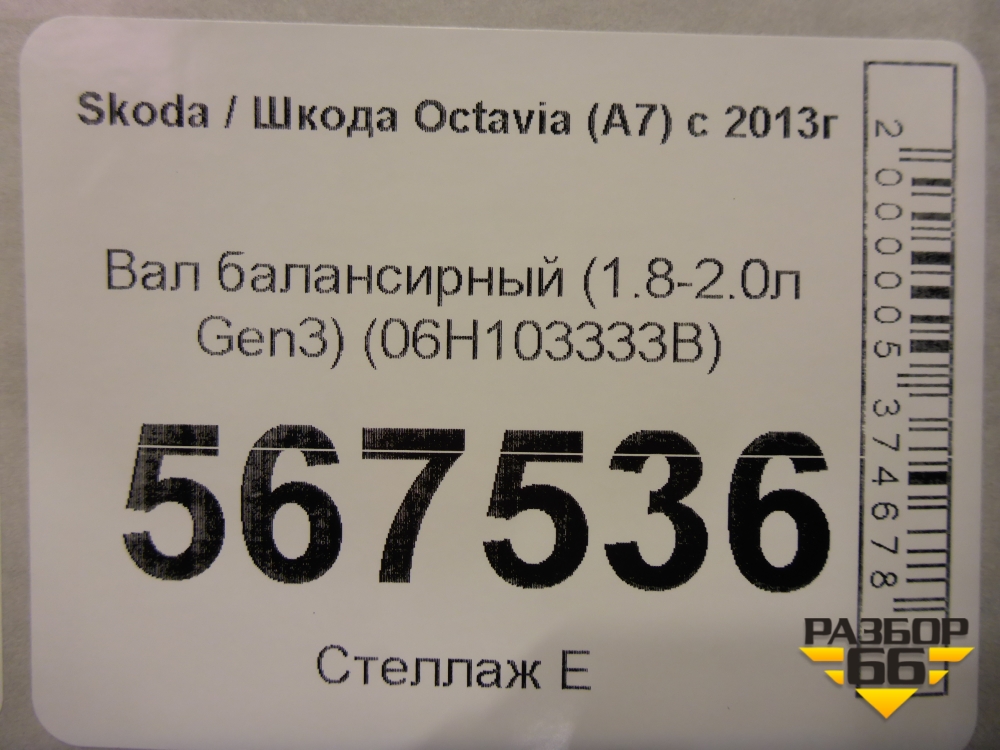 Skoda / Шкода Octavia (A7) с 2013г
Вал балансирный (1.8-2.0л
Gen3) (06H103333B)
567536
Стеллаж Е
2000005374678
РАЗБОР
66